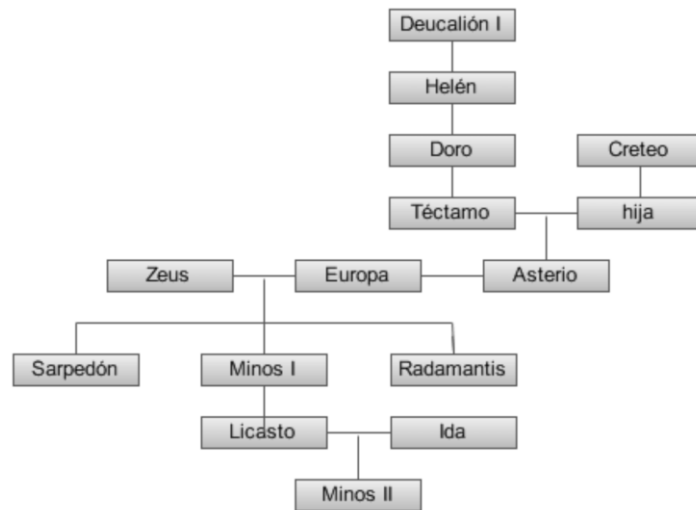 Deucalión I
Helén
Doro
Creteo
Téctamo
hija
Zeus
Europa
Asterio
Sarpedón
Minos I
Radamantis
Licasto
Ida
Minos II